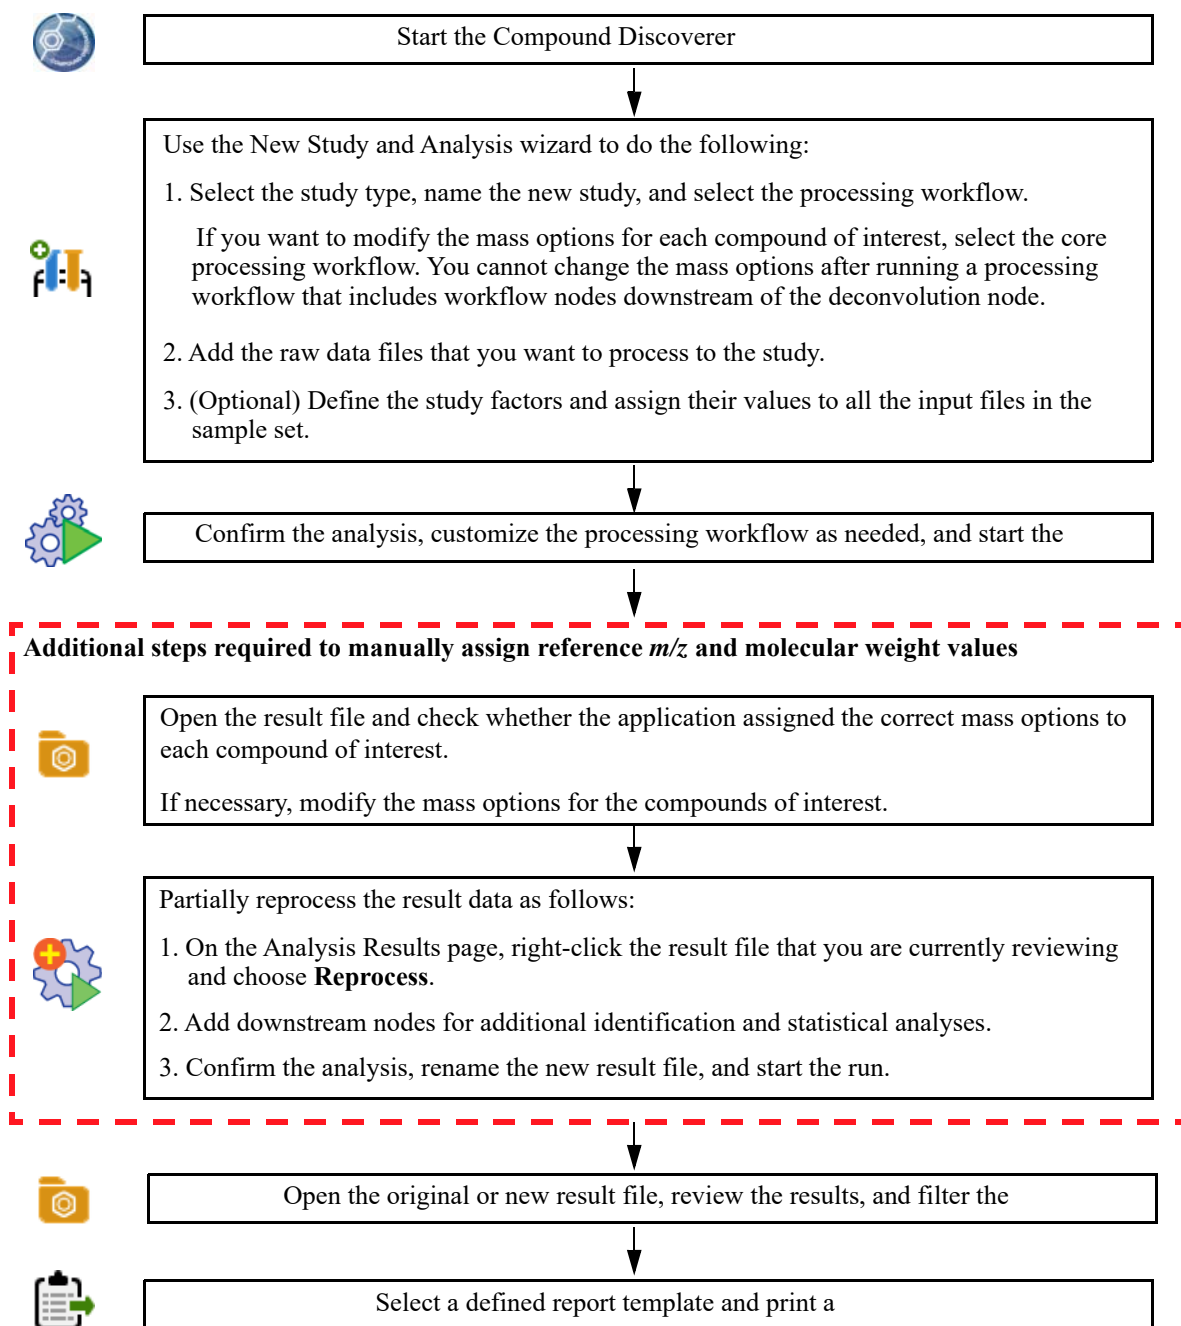 Start the Compound Discoverer
Use the New Study and Analysis wizard to do the following:
1. Select the study type, name the new study, and select the processing workflow.
If you want to modify the mass options for each compound of interest, select the core
processing workflow. You cannot change the mass options after running a processing
workflow that includes workflow nodes downstream of the deconvolution node.
2. Add the raw data files that you want to process to the study.
3. (Optional) Define the study factors and assign their values to all the input files in the
sample set.
Confirm the analysis, customize the processing workflow as needed, and start the
Additional steps required to manually assign reference m/z and molecular weight values
Open the result file and check whether the application assigned the correct mass options to
each compound of interest.
If necessary, modify the mass options for the compounds of interest.
Partially reprocess the result data as follows:
1. On the Analysis Results page, right-click the result file that you are currently reviewing
and choose Reprocess.
2. Add downstream nodes for additional identification and statistical analyses.
3. Confirm the analysis, rename the new result file, and start the run.
Open the original or new result file, review the results, and filter the
Select a defined report template and print a